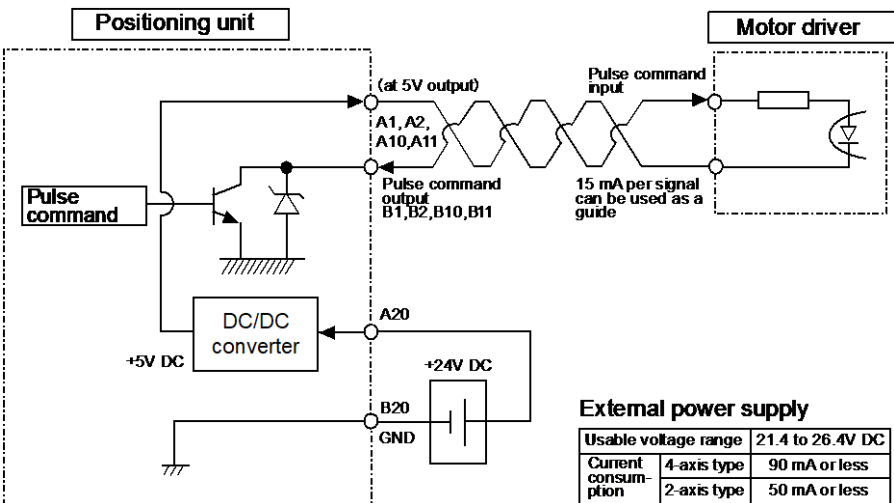 Positioning unit
Motor driver
(at 5V output)
A1, A2,
A10,A11
Pulse command
input
Pulse command
output
B1,B2,B10,B11
15 mA per signal
can be used as a
guide
Pulse
command
DC/DC
converter
+5V DC
A20
+24V DC
B20
GND
External power supply
Usable voltage range 21.4 to 26.4V DC
Current
consum-
ption
4-axis type 90 mA or less
2-axis type 50 mA or less